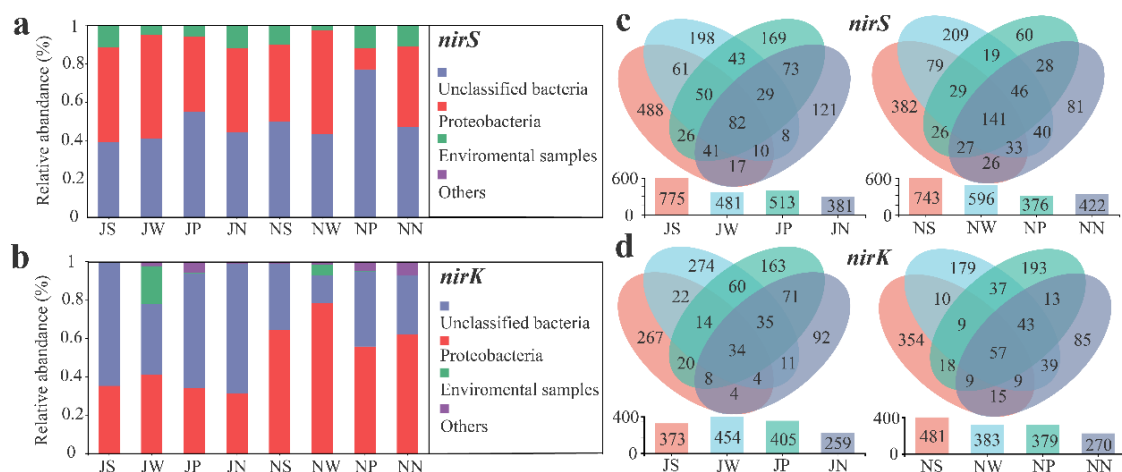 a
Relative abundance (%)
1
0.8
0.6
0.4
0.2
0
JS JW JP JN NS NW NP NN
nirS
Unclassified bacteria
Proteobacteria
Enviromental samples
Others
b
Relative abundance (%)
1
0.8
0.6
0.4
0.2
0
JS JW JP JN NS NW NP NN
nirK
Unclassified bacteria
Proteobacteria
Enviromental samples
Others
c
nirS
198 169
61 43 73
488 50 29 121
26 82 8
41 10
17
600
0
775 481 513 381
JS JW JP JN
209 60
79 19 28
382 29 46 81
26 141 40
27 33
26
600
0
743 596 376 422
NS NW NP NN
d
nirK
274 163
22 60 71
267 14 35 92
20 34 11
8 4
4
400
0
373 454 405 259
JS JW JP JN
179 193
10 37 13
354 9 43 85
18 57 39
9 9
15
400
0
481 383 379 270
NS NW NP NN